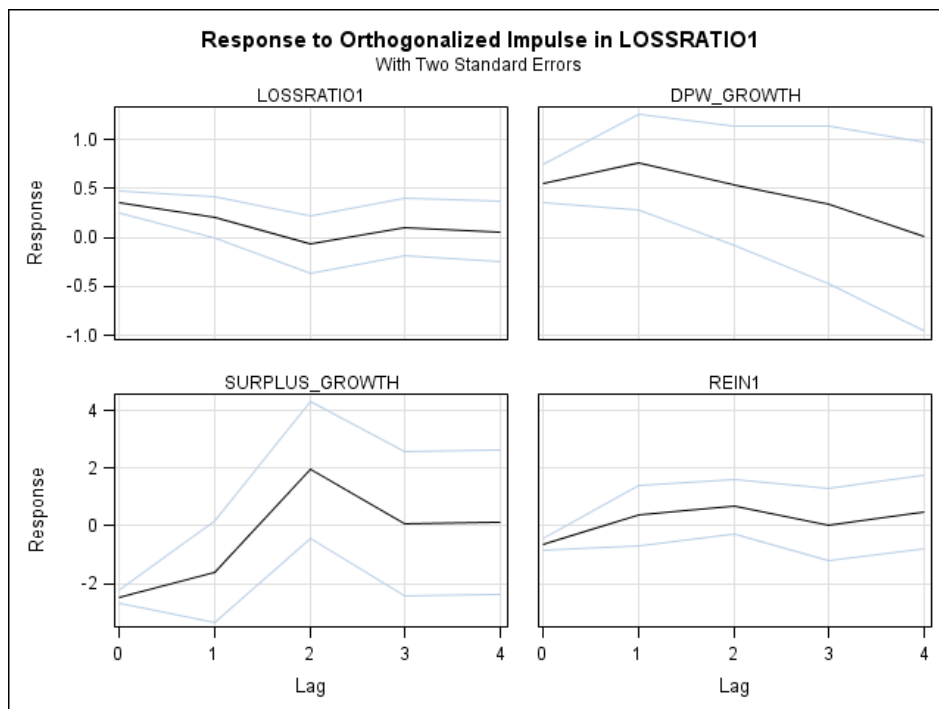 Response to Orthogonalized Impulse in LOSSRATIO1
With Two Standard Errors
LOSSRATIO1
DPW_GROWTH
Response
1.0
0.5
0.0
-0.5
-1.0
SURPLUS_GROWTH
REIN1
Response
4
2
0
-2
0 1 2 3 4
0 1 2 3 4
Lag
Lag